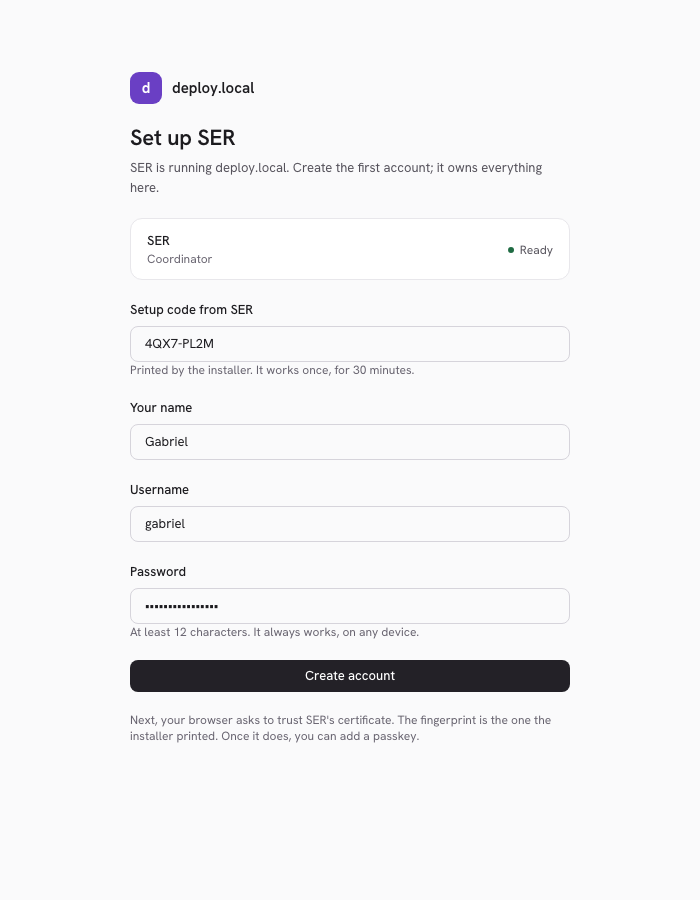 d deploy.local
Set up SER
SER is running deploy.local. Create the first account; it owns everything
here.
SER
Coordinator
Ready
Setup code from SER
4QX7-PL2M
Printed by the installer. It works once, for 30 minutes.
Your name
Gabriel
Username
gabriel
Password
••••••••••••••••
At least 12 characters. It always works, on any device.
Create account
Next, your browser asks to trust SER's certificate. The fingerprint is the one the
installer printed. Once it does, you can add a passkey.